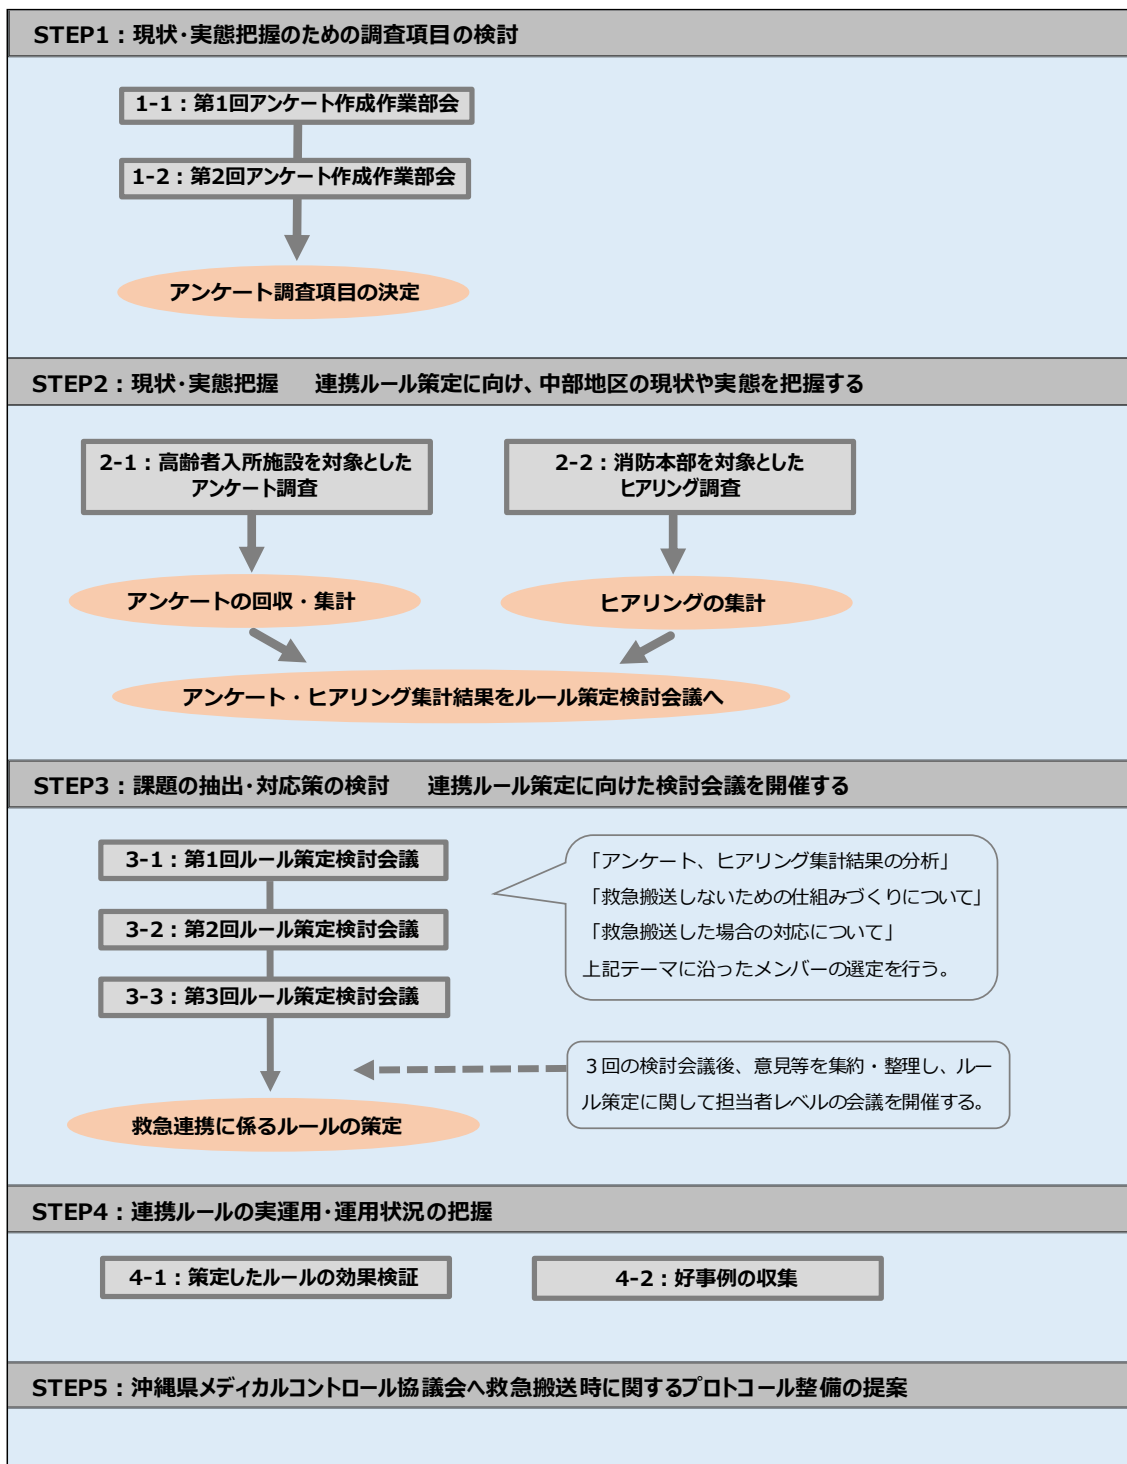 STEP1：現状・実態把握のための調査項目の検討
1-1：第1回アンケート作成作業部会
1-2：第2回アンケート作成作業部会
アンケート調査項目の決定
STEP2：現状・実態把握　連携ルール策定に向け、中部地区の現状や実態を把握する
2-1：高齢者入所施設を対象とした
アンケート調査
2-2：消防本部を対象とした
ヒアリング調査
アンケートの回収・集計
ヒアリングの集計
アンケート・ヒアリング集計結果をルール策定検討会議へ
STEP3：課題の抽出・対応策の検討　連携ルール策定に向けた検討会議を開催する
3-1：第1回ルール策定検討会議
3-2：第2回ルール策定検討会議
3-3：第3回ルール策定検討会議
「アンケート、ヒアリング集計結果の分析」
「救急搬送しないための仕組みづくりについて」
「救急搬送した場合の対応について」
上記テーマに沿ったメンバーの選定を行う。
３回の検討会議後、意見等を集約・整理し、ルー
ル策定に関して担当者レベルの会議を開催する。
救急連携に係るルールの策定
STEP4：連携ルールの実運用・運用状況の把握
4-1：策定したルールの効果検証
4-2：好事例の収集
STEP5：沖縄県メディカルコントロール協議会へ救急搬送時に関するプロトコール整備の提案